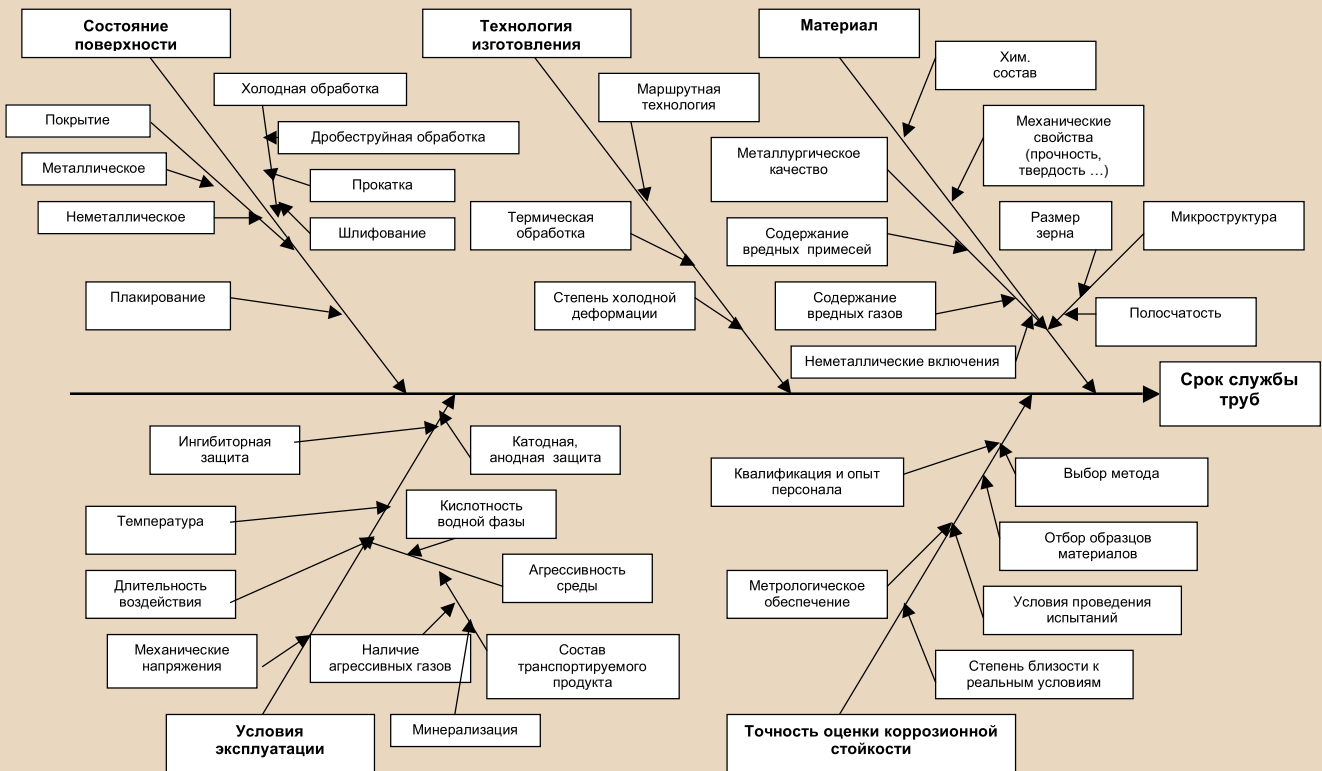 Состояние
поверхности
Технология
изготовления
Материал
Хим.
состав
Холодная обработка
Маршрутная
технология
Покрытие
Механические
свойства
(прочность,
твердость ...)
Дробеструйная обработка
Металлургическое
качество
Металлическое
Прокатка
Неметаллическое
Шлифование
Термическая
обработка
Размер
зерна
Микроструктура
Содержание
вредных примесей
Плакирование
Степень холодной
деформации
Содержание
вредных газов
Полосчатость
Неметаллические включения
Срок службы
труб
Ингибиторная
защита
Катодная,
анодная защита
Квалификация и опыт
персонала
Выбор метода
Температура
Кислотность
водной фазы
Отбор образцов
материалов
Длительность
воздействия
Агрессивность
среды
Метрологическое
обеспечение
Условия проведения
испытаний
Механические
напряжения
Наличие
агрессивных газов
Состав
транспортируемого
продукта
Степень близости к
реальным условиям
Условия
эксплуатации
Минерализация
Точность оценки коррозионной
стойкости